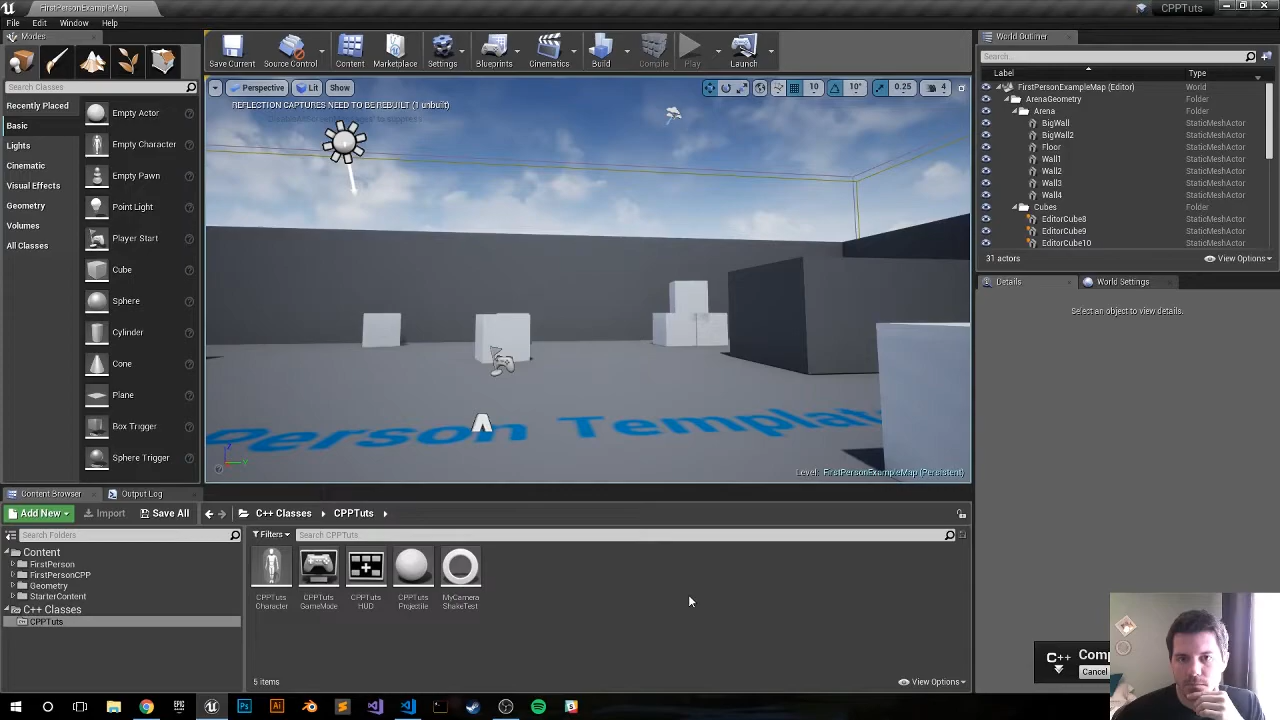 FirstPersonExampleMap
CPPTuts
File Edit Window Help
Modes
Search Classes
Recently Placed
Basic
Lights
Cinematic
Visual Effects
Geometry
Volumes
All Classes
Empty Actor
Empty Character
Empty Pawn
Point Light
Player Start
Cube
Sphere
Cylinder
Cone
Plane
Box Trigger
Sphere Trigger
Save Current Source Control Content Marketplace Settings Blueprints Cinematics Build Compile Play Launch
Perspective Lit Show
10 10° 0.25 4
REFLECTION CAPTURES NEED TO BE REBUILT (1 unbuilt)
Person Template
Level: FirstPersonExampleMap (Persistent)
World Outliner
Search...
Label Type
FirstPersonExampleMap (Editor) World
ArenaGeometry Folder
Arena Folder
BigWall StaticMeshActor
BigWall2 StaticMeshActor
Floor StaticMeshActor
Wall1 StaticMeshActor
Wall2 StaticMeshActor
Wall3 StaticMeshActor
Wall4 StaticMeshActor
Cubes Folder
EditorCube8 StaticMeshActor
EditorCube9 StaticMeshActor
EditorCube10 StaticMeshActor
31 actors View Options
Details World Settings
Select an object to view details.
Content Browser Output Log
Add New Import Save All C++ Classes CPPTuts
Search Folders
Filters Search CPPTuts
Content
FirstPerson
FirstPersonCPP
Geometry
StarterContent
C++ Classes
CPPTuts
CPPTuts
Character
CPPTuts
GameMode
CPPTuts
HUD
CPPTuts
Projectile
MyCamera
ShakeTest
5 items View Options
C++ Comp
Cancel